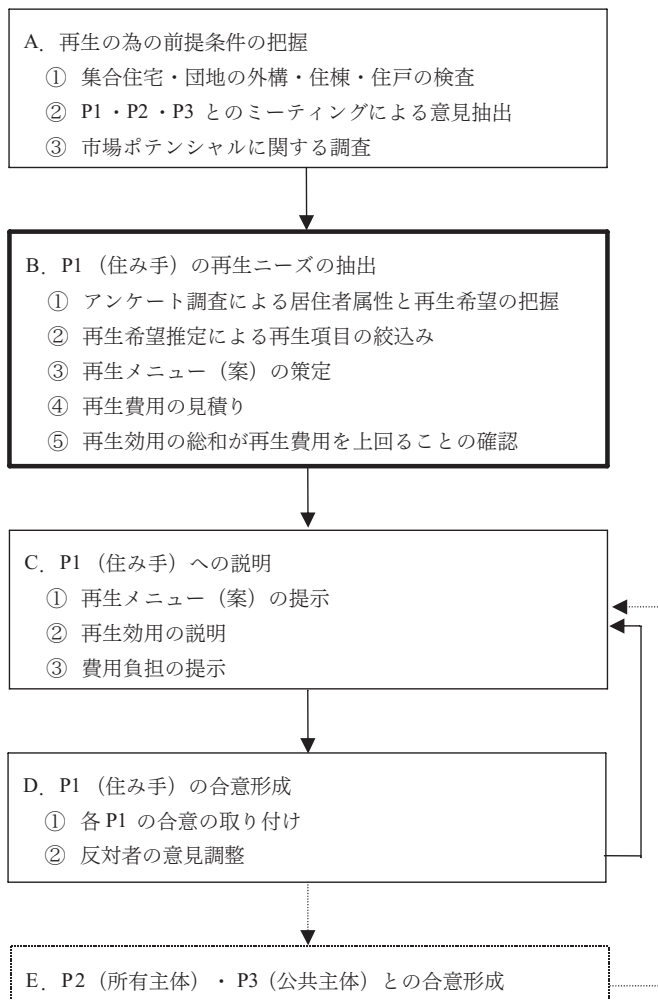 A. 再生の為の前提条件の把握
① 集合住宅・団地の外構・住棟・住戸の検査
② P1・P2・P3 とのミーティングによる意見抽出
③ 市場ポテンシャルに関する調査
B. P1 (住み手) の再生ニーズの抽出
① アンケート調査による居住者属性と再生希望の把握
② 再生希望推定による再生項目の絞込み
③ 再生メニュー (案) の策定
④ 再生費用の見積り
⑤ 再生効用の総和が再生費用を上回ることの確認
C. P1 (住み手) への説明
① 再生メニュー (案) の提示
② 再生効用の説明
③ 費用負担の提示
D. P1 (住み手) の合意形成
① 各 P1 の合意の取り付け
② 反対者の意見調整
E. P2 (所有主体) ・ P3 (公共主体) との合意形成